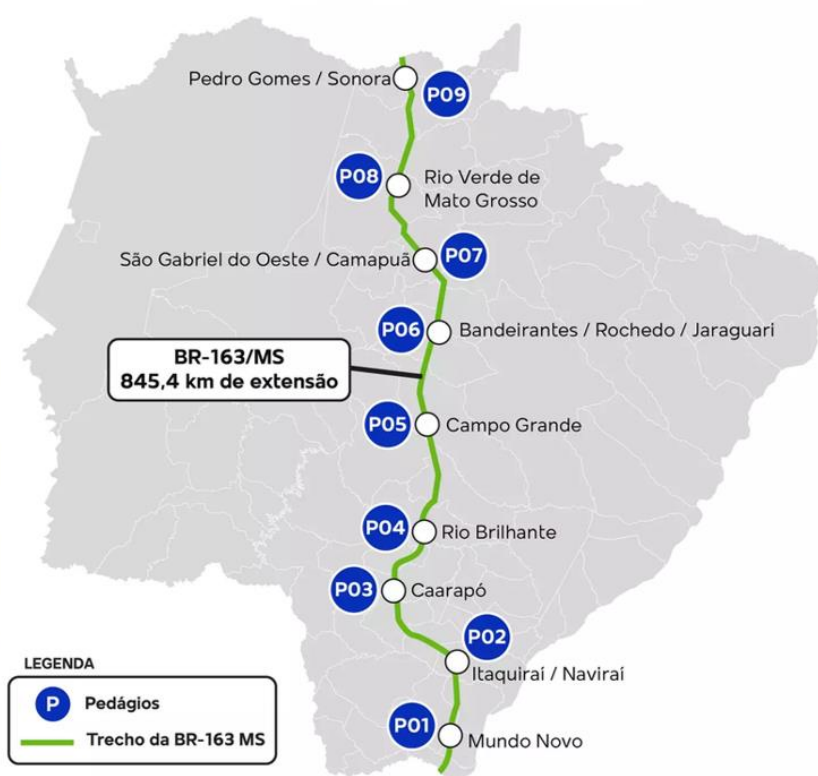 Pedro Gomes / Sonora
P09
P08
Rio Verde de
Mato Grosso
São Gabriel do Oeste / Camapuã
P07
P06
Bandeirantes / Rochedo / Jaraguari
BR-163/MS
845,4 km de extensão
P05
Campo Grande
P04
Rio Brilhante
P03
Caarapó
P02
Itaquiraí / Naviraí
LEGENDA
P Pedágios
Trecho da BR-163 MS
P01
Mundo Novo